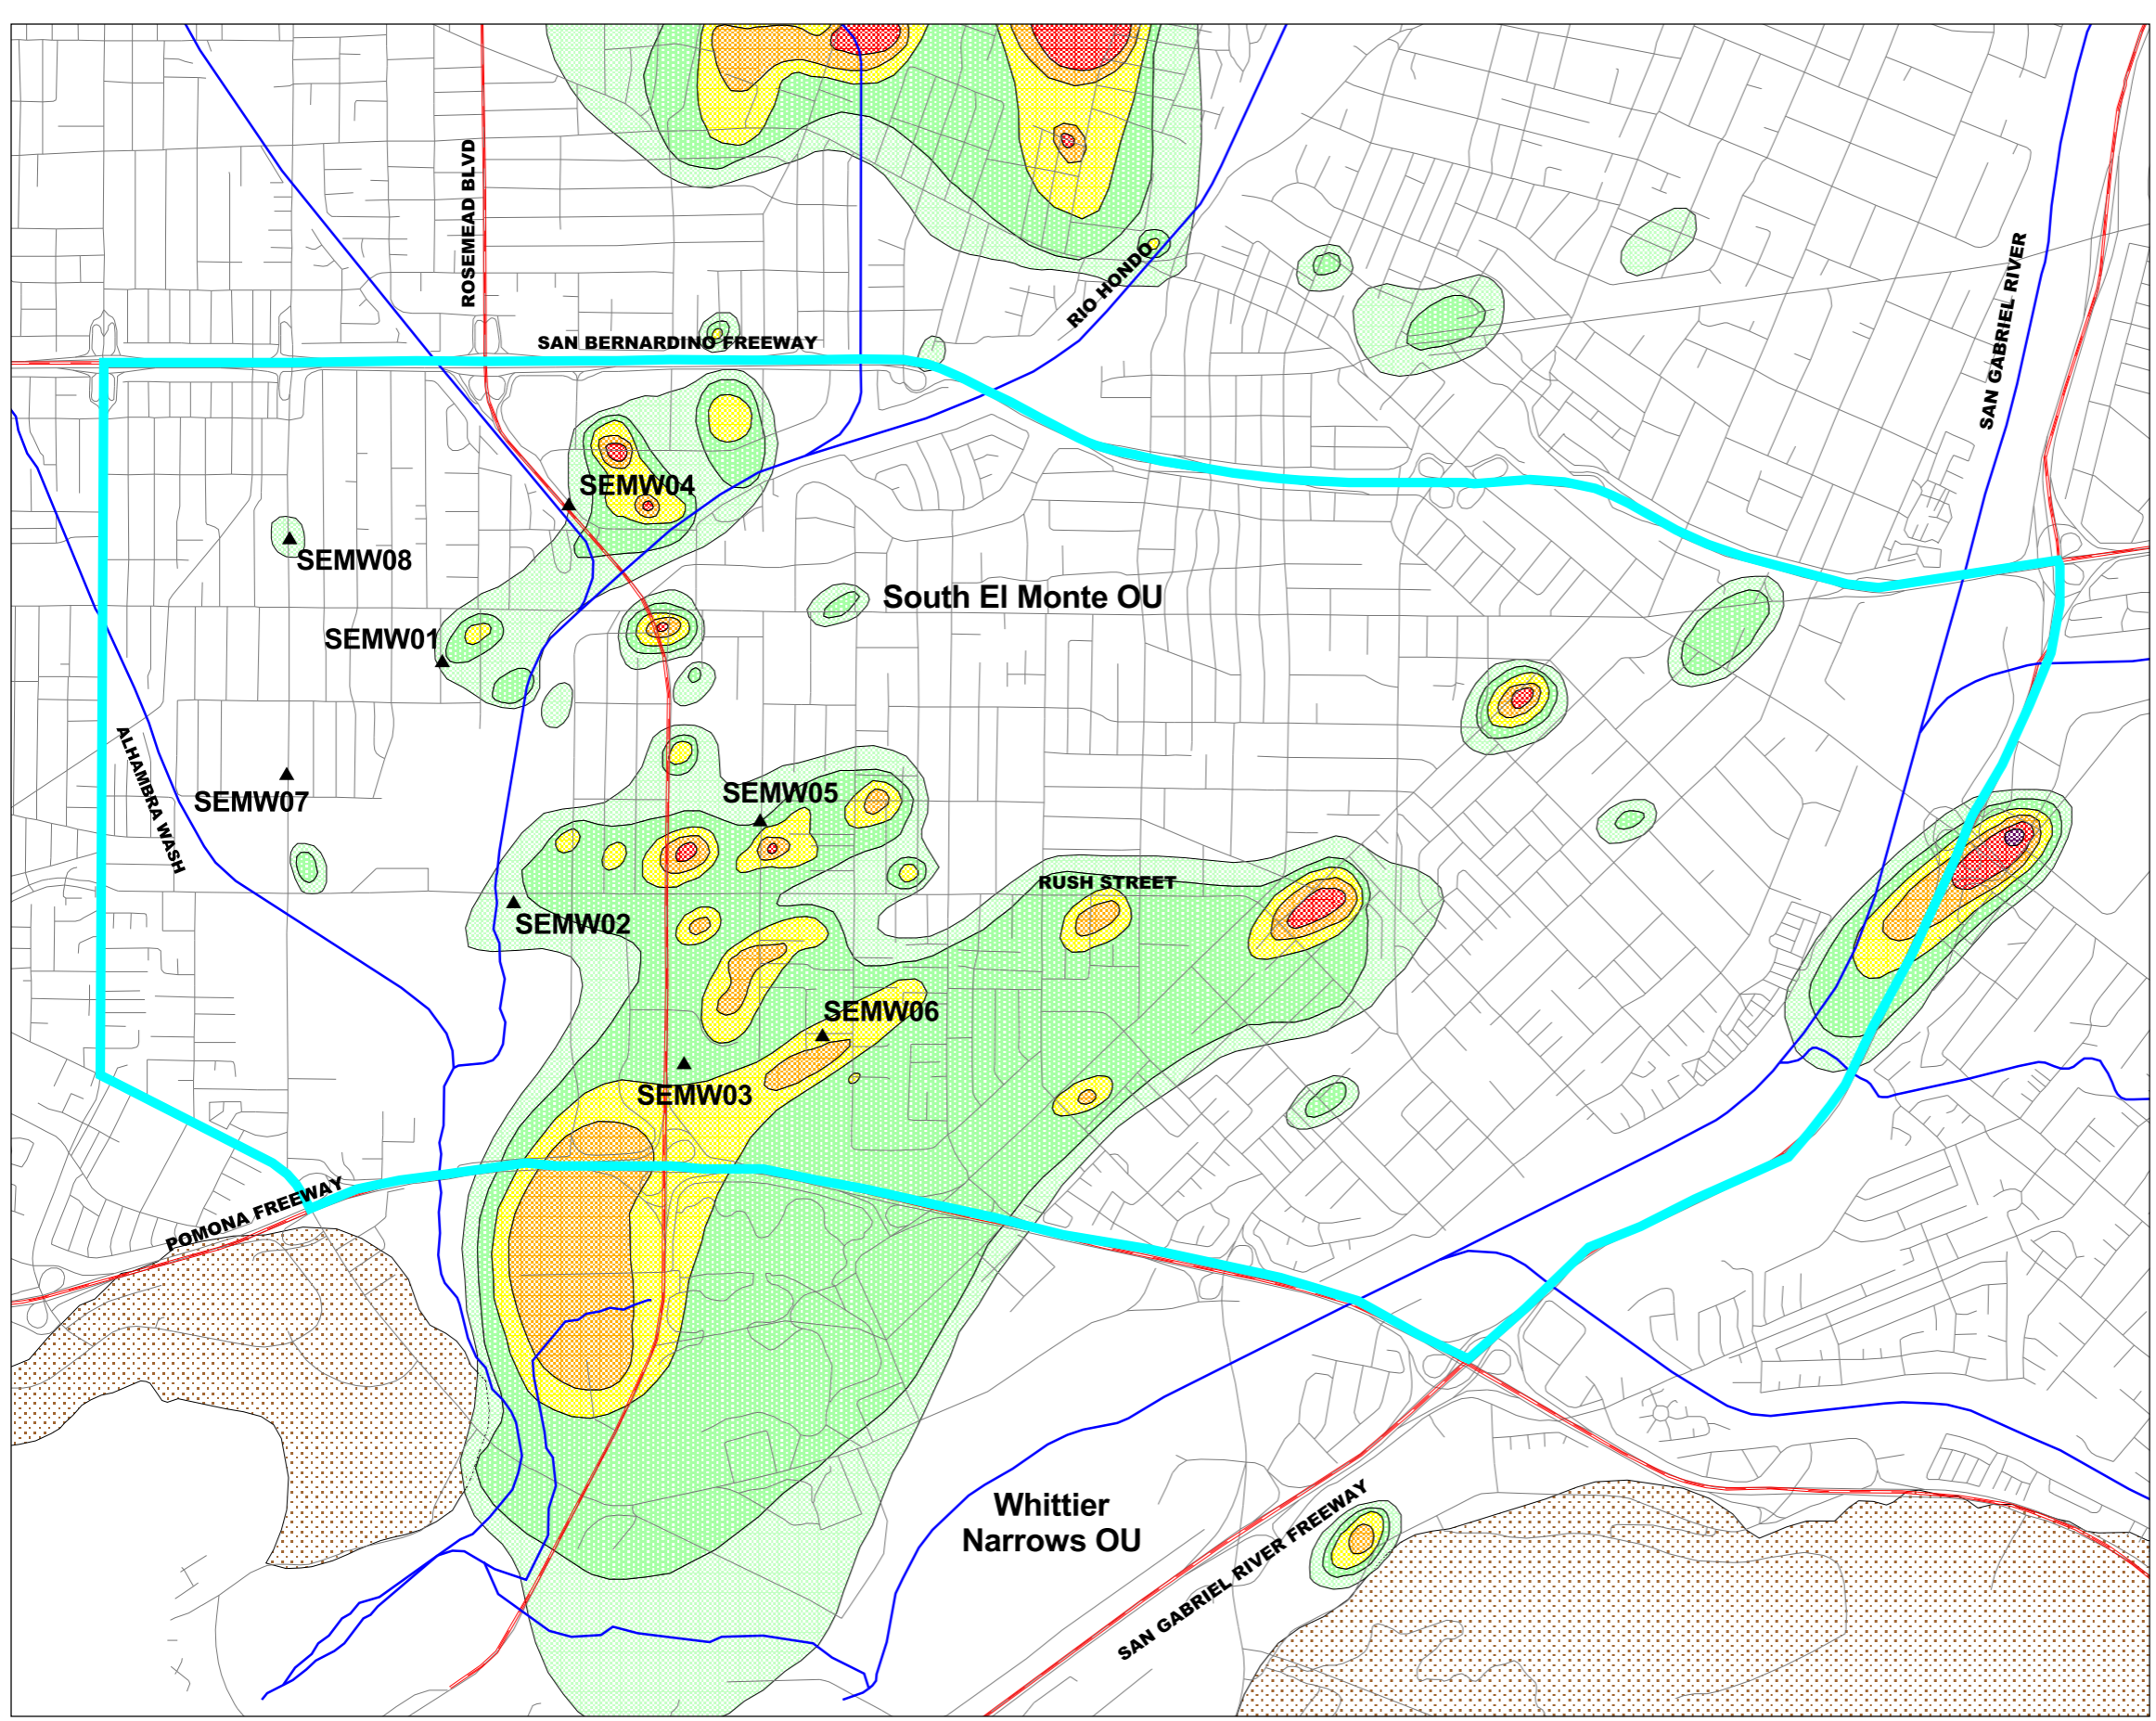 ROSEMEAD BLVD
SAN BERNARDINO FREEWAY
RIO HONDO
SAN GABRIEL RIVER
SEMW04
SEMW08
South El Monte OU
SEMW01
ALHAMBRA WASH
SEMW07
SEMW05
RUSH STREET
SEMW02
SEMW06
SEMW03
POMONA FREEWAY
Whittier
Narrows OU
SAN GABRIEL RIVER FREEWAY